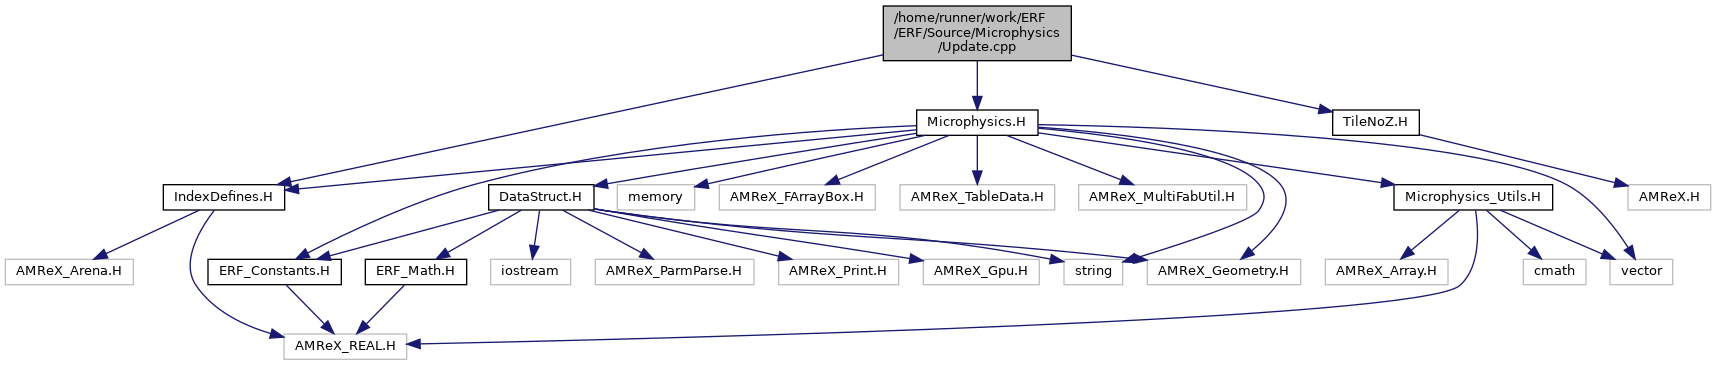 /home/runner/work/ERF
/ERF/Source/Microphysics
/Update.cpp
Microphysics.H
TileNoZ.H
IndexDefines.H
DataStruct.H
memory
AMReX_FArrayBox.H
AMReX_TableData.H
AMReX_MultiFabUtil.H
Microphysics_Utils.H
AMReX.H
AMReX_Arena.H
ERF_Constants.H
ERF_Math.H
iostream
AMReX_ParmParse.H
AMReX_Print.H
AMReX_Gpu.H
string
AMReX_Geometry.H
AMReX_Array.H
cmath
vector
AMReX_REAL.H